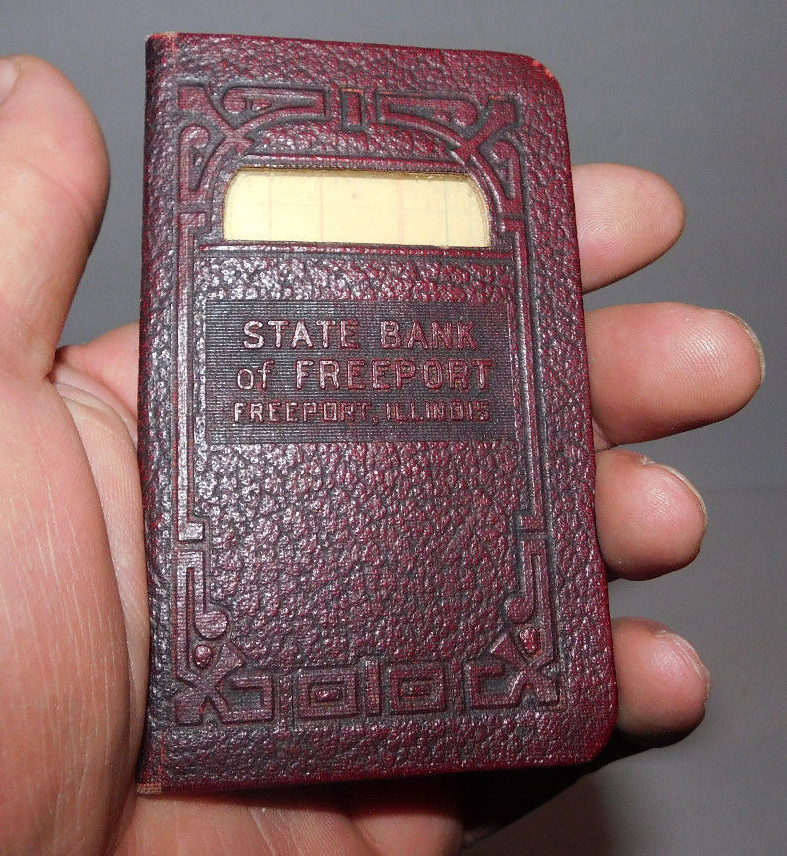 STATE BANK
of FREEPORT
FREEPORT, ILLINOIS